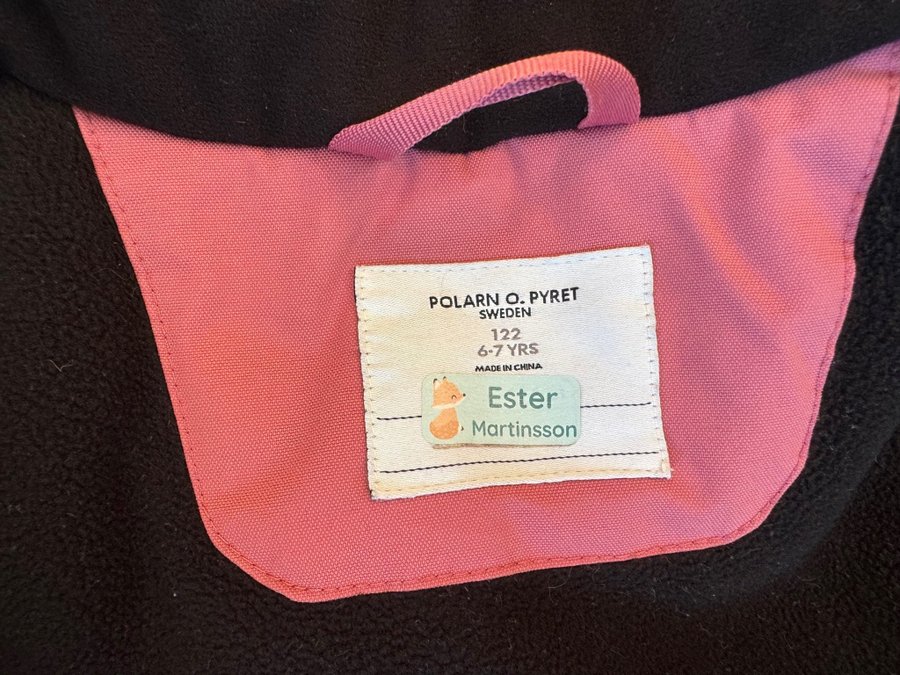 POLARN O. PYRET
SWEDEN
122
6-7 YRS
MADE IN CHINA
Ester
Martinsson